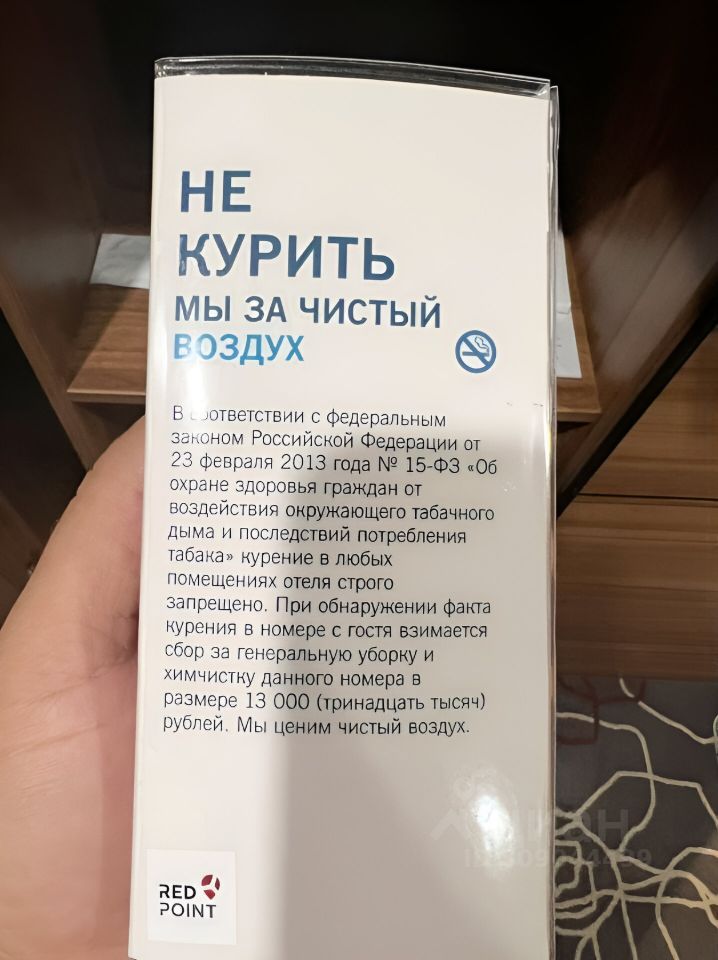 НЕ
КУРИТЬ
МЫ ЗА ЧИСТЫЙ
ВОЗДУХ
В соответствии с федеральным
законом Российской Федерации от
23 февраля 2013 года № 15-ФЗ «Об
охране здоровья граждан от
воздействия окружающего табачного
дыма и последствий потребления
табака» курение в любых
помещениях отеля строго
запрещено. При обнаружении факта
курения в номере с гостя взимается
сбор за генеральную уборку и
химчистку данного номера в
размере 13 000 (тринадцать тысяч)
рублей. Мы ценим чистый воздух.
RED
POINT